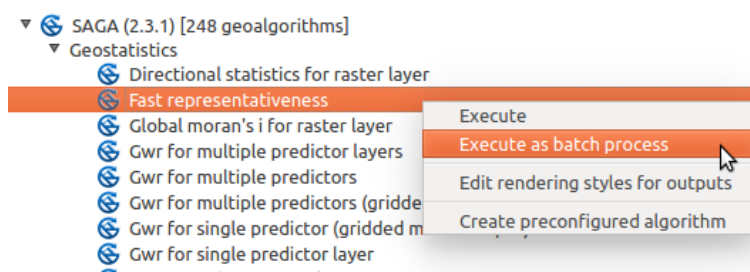 SAGA (2.3.1) [248 geoalgorithms]
Geostatistics
Directional statistics for raster layer
Fast representativeness
Global moran's i for raster layer
Gwr for multiple predictor layers
Gwr for multiple predictors
Gwr for multiple predictors (gridde
Gwr for single predictor (gridded m
Gwr for single predictor layer
Execute
Execute as batch process
Edit rendering styles for outputs
Create preconfigured algorithm